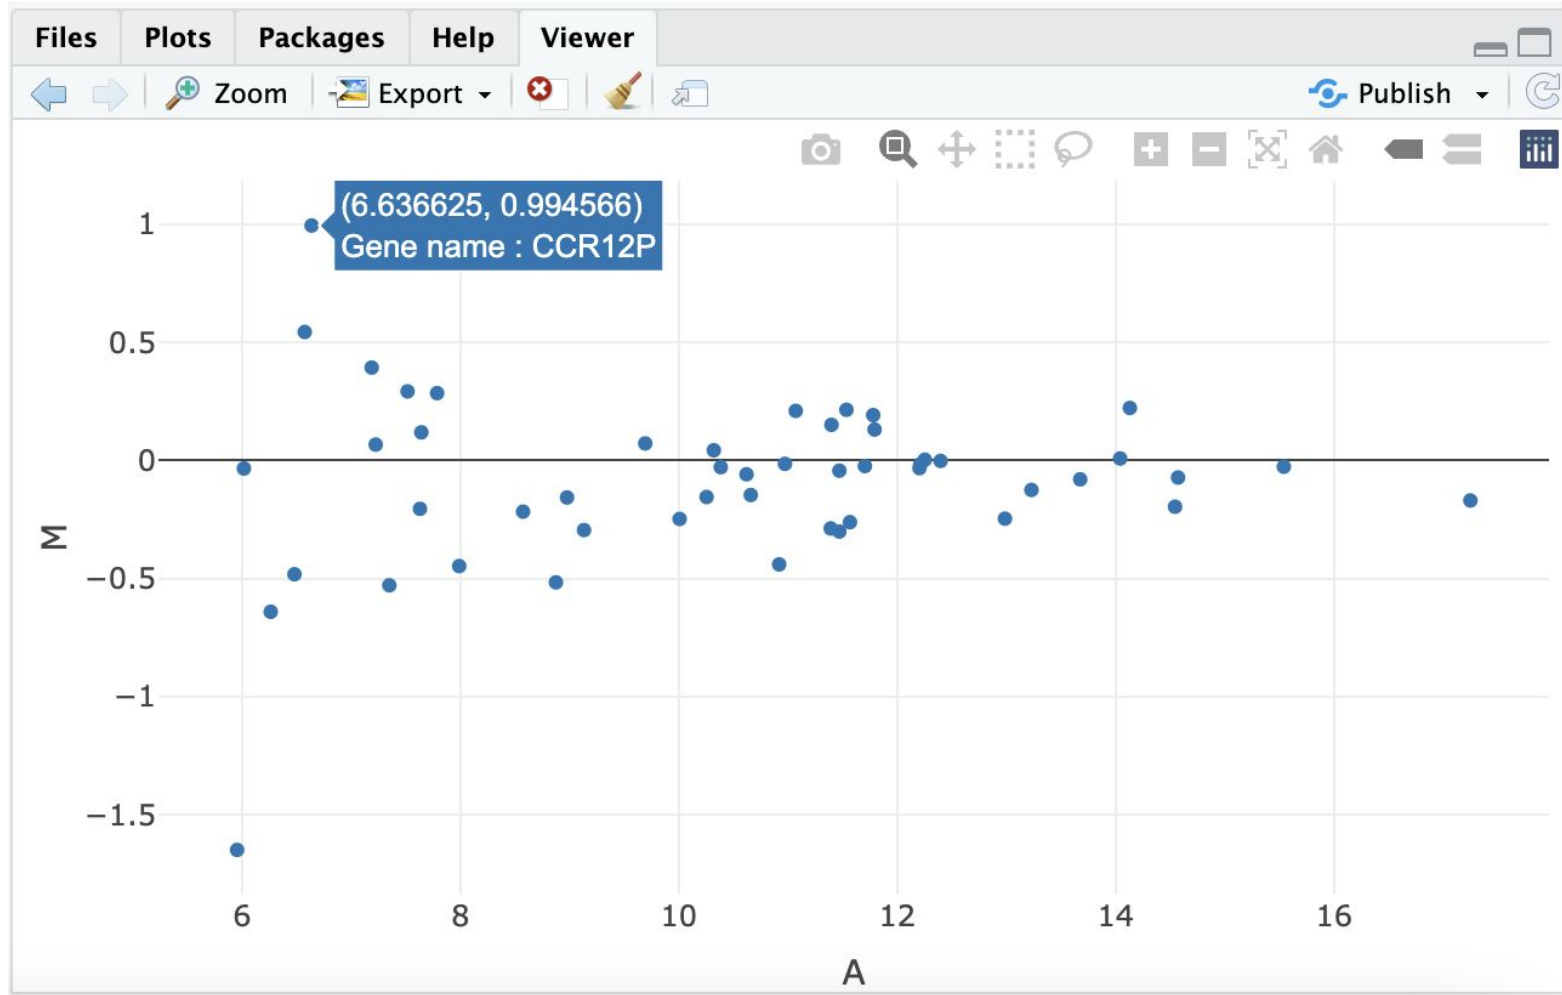 Files Plots Packages Help Viewer
Zoom Export Publish
(6.636625, 0.994566)
Gene name : CCR12P
1
0.5
0
−0.5
−1
−1.5
M
6 8 10 12 14 16
A